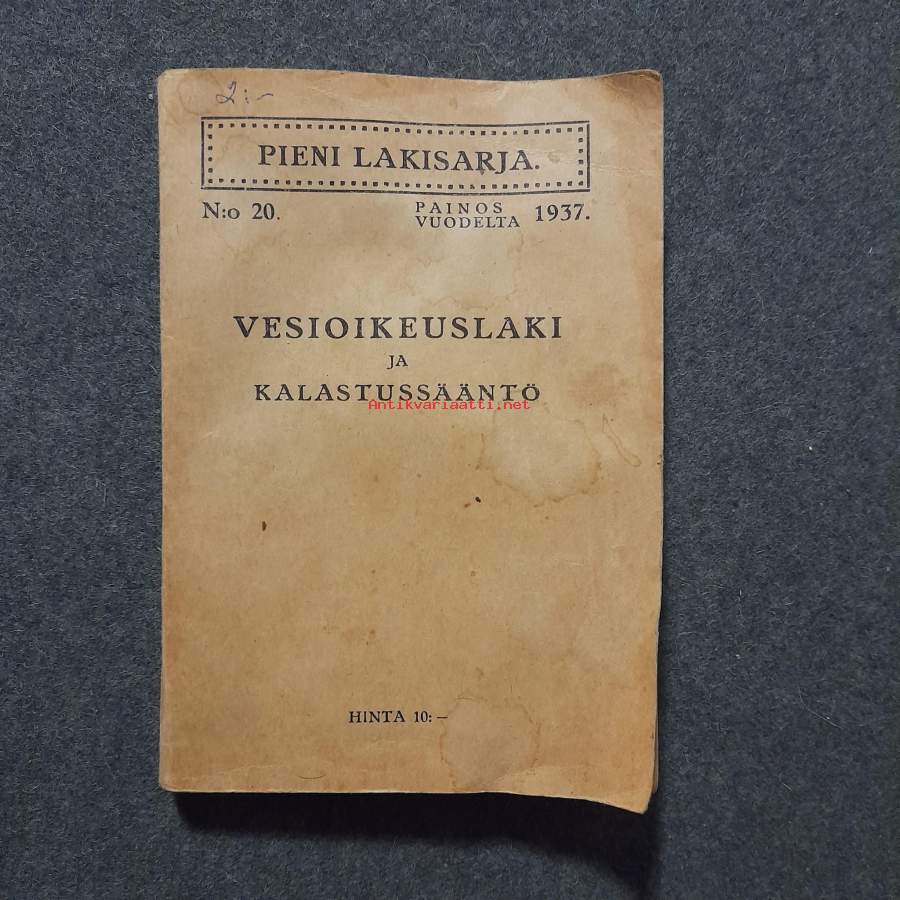 2:-
PIENI LAKISARJA.
N:o 20. PAINOS VUODELTA 1937.
VESIOIKEUSLAKI
JA
KALASTUSSÄÄNTÖ
Antikvariaatti.net
HINTA 10: —